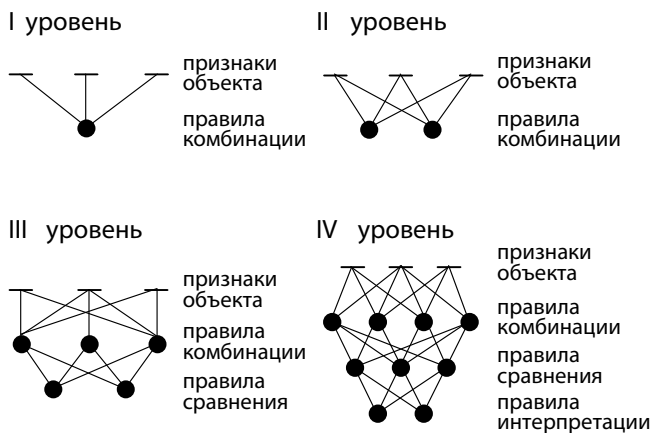 I уровень
признаки
объекта
правила
комбинации
II уровень
признаки
объекта
правила
комбинации
III уровень
признаки
объекта
правила
комбинации
правила
сравнения
IV уровень
признаки
объекта
правила
комбинации
правила
сравнения
правила
интерпретации